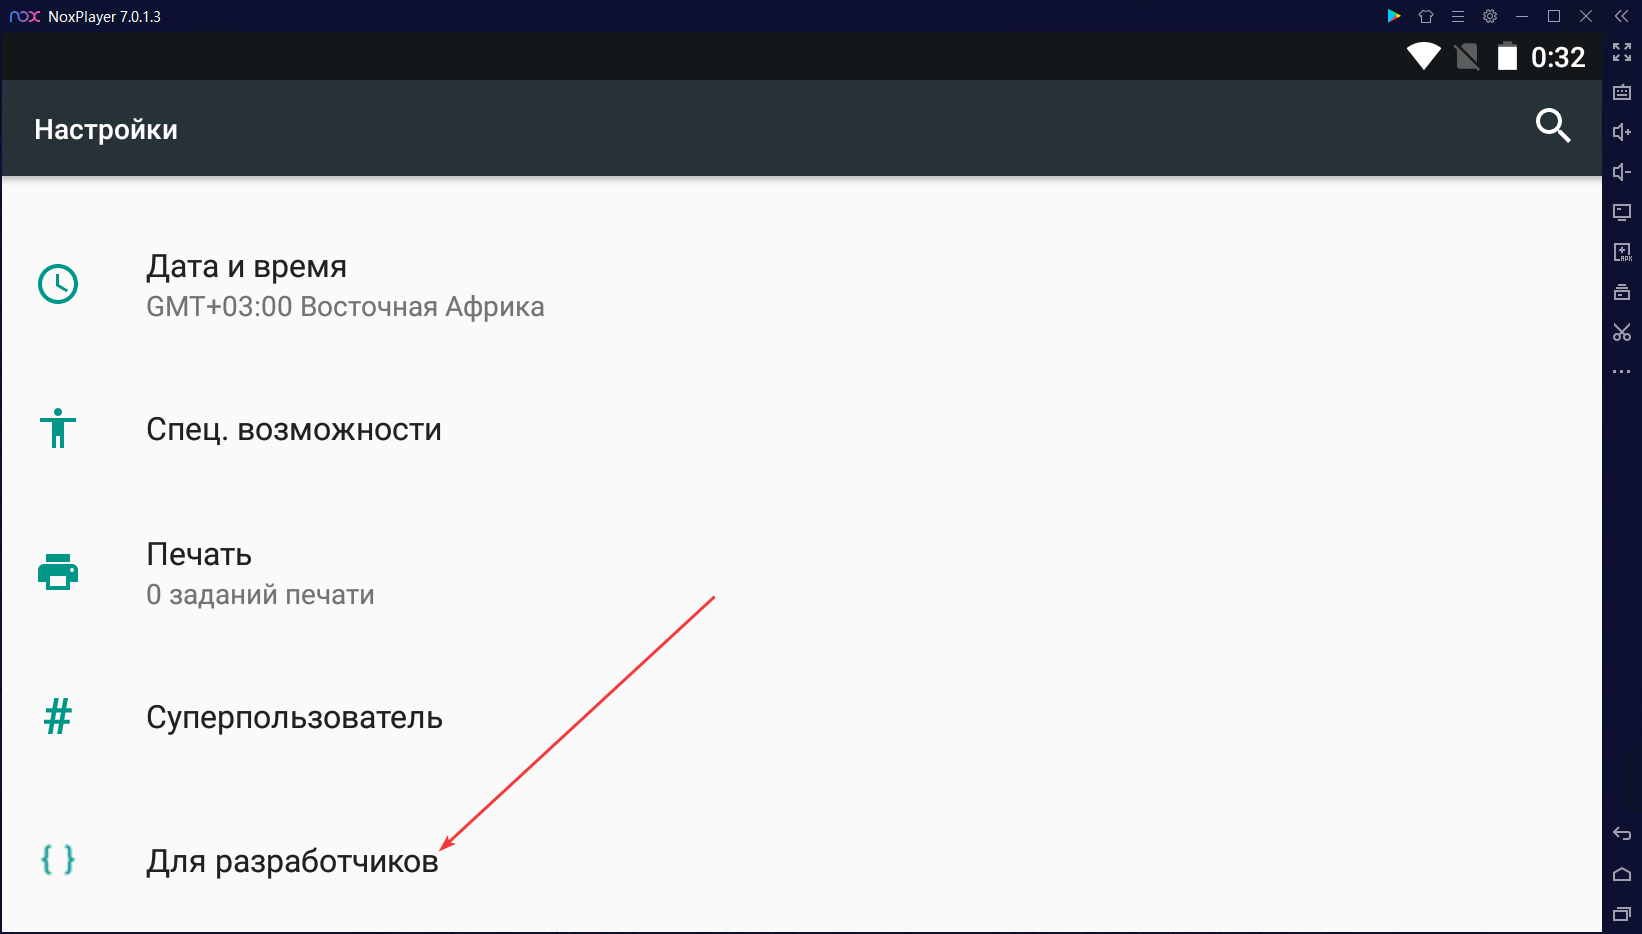 nox NoxPlayer 7.0.1.3
0:32
Настройки
Дата и время
GMT+03:00 Восточная Африка
Спец. возможности
Печать
0 заданий печати
# Суперпользователь
{ } Для разработчиков